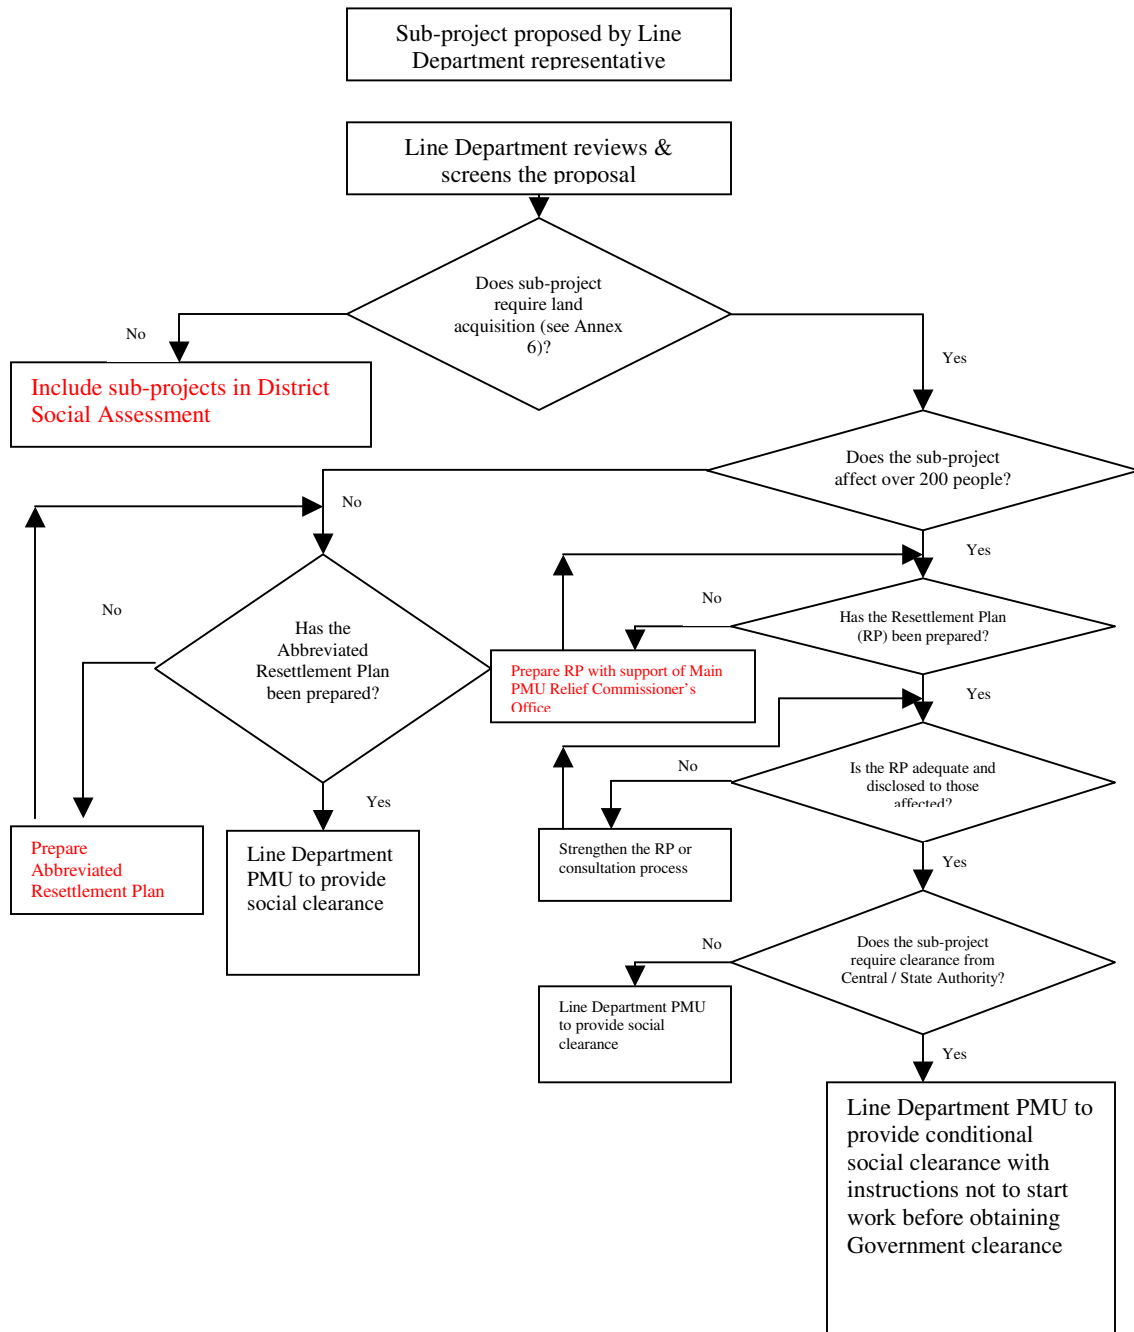 Sub-project proposed by Line
Department representative
Line Department reviews &
screens the proposal
Does sub-project
require land
acquisition (see Annex
6)?
No
Yes
Include sub-projects in District
Social Assessment
Does the sub-project
affect over 200 people?
No
Yes
No
Has the
Abbreviated
Resettlement Plan
been prepared?
No
Has the Resettlement Plan
(RP) been prepared?
Prepare RP with support of Main
PMU Relief Commissioner's
Office
Yes
No
Is the RP adequate and
disclosed to those
affected?
Yes
Prepare
Abbreviated
Resettlement Plan
Line Department
PMU to provide
social clearance
Strengthen the RP or
consultation process
Yes
No
Does the sub-project
require clearance from
Central / State Authority?
Line Department PMU
to provide social
clearance
Yes
Line Department PMU to
provide conditional
social clearance with
instructions not to start
work before obtaining
Government clearance